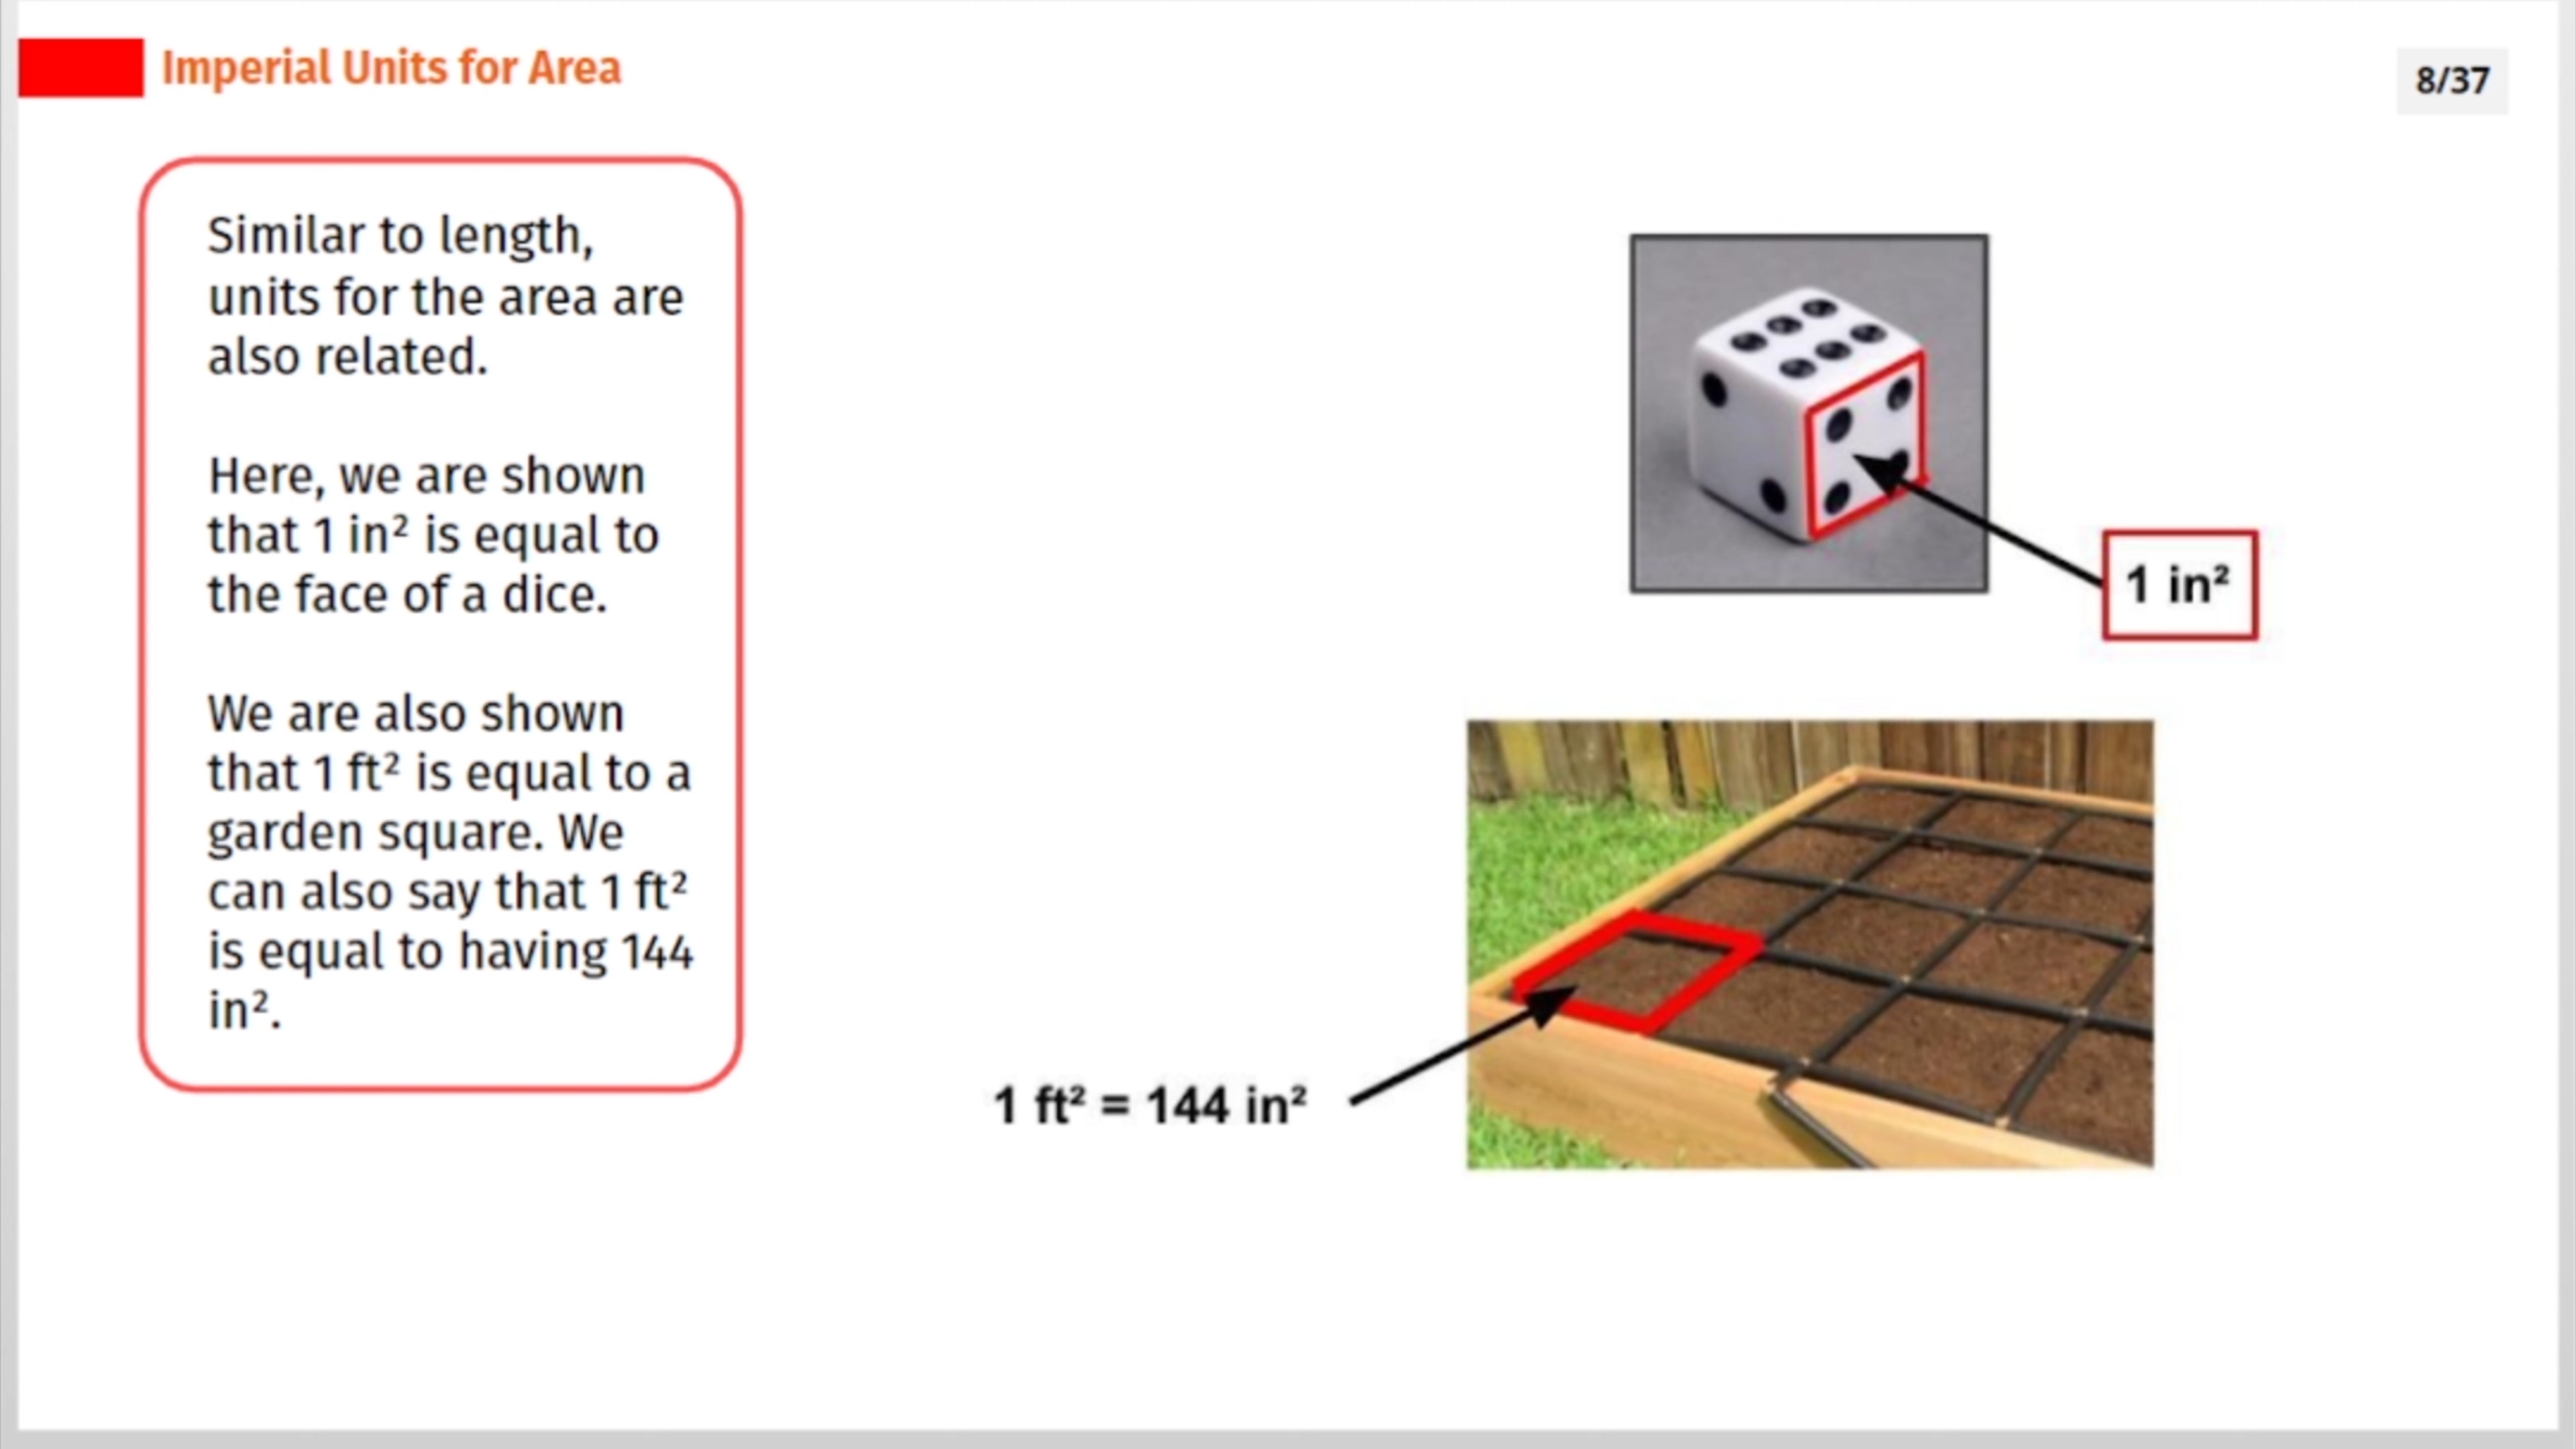 Imperial Units for Area
8/37
Similar to length,
units for the area are
also related.
Here, we are shown
that 1 in² is equal to
the face of a dice.
We are also shown
that 1 ft² is equal to a
garden square. We
can also say that 1 ft²
is equal to having 144
in².
1 in²
1 ft² = 144 in²